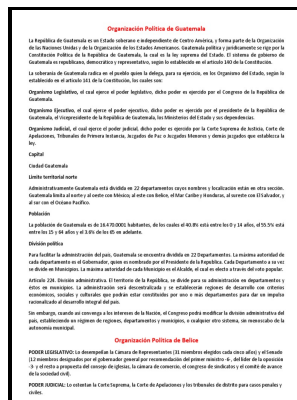 Organización Política de Guatemala
La República de Guatemala es un Estado soberano e independiente de Centro América, y forma parte de la Organización
de las Naciones Unidas y de la Organización de los Estados Americanos. Guatemala política y jurídicamente se rige por la
Constitución Política de la República de Guatemala, la cual es la ley suprema del Estado. El sistema de gobierno de
Guatemala es republicano, democrático y representativo, según lo establecido en el artículo 140 de la Constitución.
La soberanía de Guatemala radica en el pueblo quien la delega, para su ejercicio, en los Organismo del Estado, según lo
establecido en el artículo 141 de la Constitución, los cuales son:
Organismo Legislativo, el cual ejerce el poder legislativo, dicho poder es ejercido por el Congreso de la República de
Guatemala.
Organismo Ejecutivo, el cual ejerce el poder ejecutivo, dicho poder es ejercido por el presidente de la República de
Guatemala, el Vicepresidente de la República de Guatemala, los Ministerios del Estado y sus dependencias.
Organismo Judicial, el cual ejerce el poder judicial, dicho poder es ejercido por la Corte Suprema de Justicia, Corte de
Apelaciones, Tribunales de Primera Instancia, Juzgados de Paz o Juzgados Menores y demás juzgados que establezca la
ley.
Capital
Ciudad Guatemala
Límite territorial norte
Administrativamente Guatemala está dividida en 22 departamentos cuyos nombres y localización están en otra sección.
Guatemala limita al norte y al oeste con México; al este con Belice, el Mar Caribe y Honduras, al sureste con El Salvador, y
al sur con el Océano Pacífico.
Población
La población de Guatemala es de 16.470.0001 habitantes, de los cuales el 40.8% está entre los 0 y 14 años, el 55.5% está
entre los 15 y 64 años y el 3.6% de los 65 en adelante.
División política
Para facilitar la administración del país, Guatemala se encuentra dividida en 22 Departamentos. La máxima autoridad de
cada departamento es el Gobernador, quien es nombrado por el Presidente de la República. Cada Departamento a su vez
se divide en Municipios. La máxima autoridad de cada Municipio es el Alcalde, el cual es electo a través del voto popular.
Artículo 224. División administrativa. El territorio de la República, se divide para su administración en departamentos y
éstos en municipios. La administración será descentralizada y se establecerán regiones de desarrollo con criterios
económicos, sociales y culturales que podrán estar constituidos por uno o más departamentos para dar un impulso
racionalizado al desarrollo integral del país.
Sin embargo, cuando así convenga a los intereses de la Nación, el Congreso podrá modificar la división administrativa del
país, estableciendo un régimen de regiones, departamentos y municipios, o cualquier otro sistema, sin menoscabo de la
autonomía municipal.
Organización Política de Belice
PODER LEGISLATIVO: Lo desempeñan la Cámara de Representantes (31 miembros elegidos cada cinco años) y el Senado
(12 miembros designados por el gobernador general por recomendación del primer ministro -6-, del líder de la oposición
-3- y el resto a propuesta del consejo de iglesias, la cámara de comercio, el congreso de sindicatos y el comité de avance
de la sociedad civil).
PODER JUDICIAL: Lo ostentan la Corte Suprema, la Corte de Apelaciones y los tribunales de distrito para casos penales y
civiles.